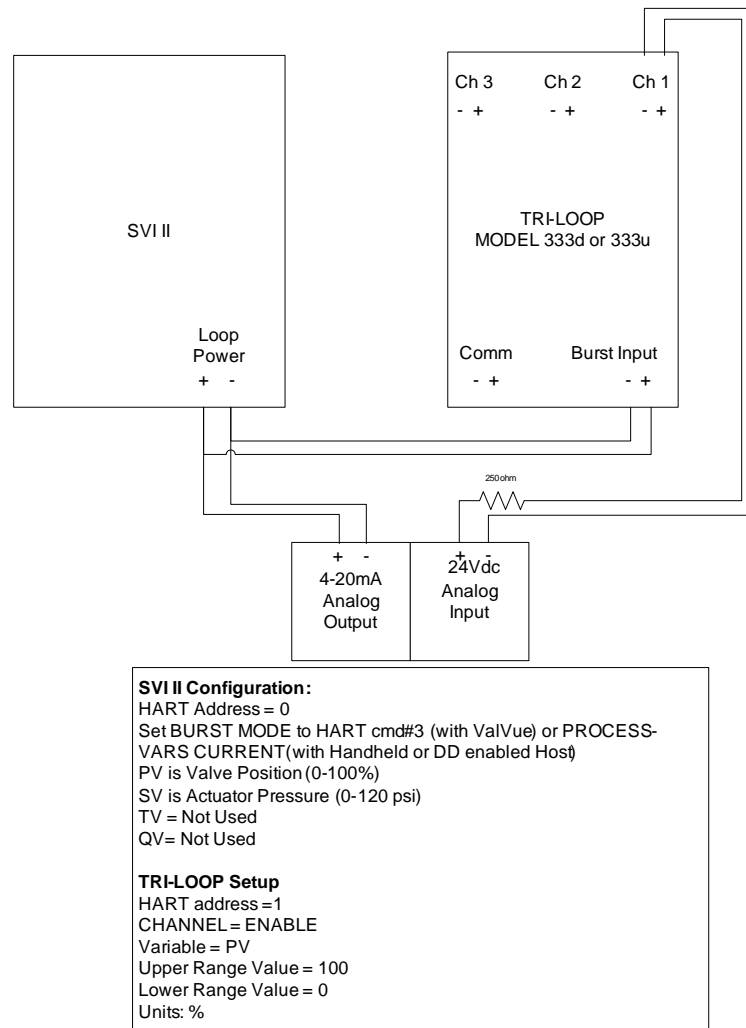 Ch 3 Ch 2 Ch 1
- + - + - +
SVI II
TRI-LOOP
MODEL 333d or 333u
Loop
Power
+ -
Comm Burst Input
- + - +
250ohm
+ -
4-20mA
Analog
Output
+ -
24Vdc
Analog
Input
SVI II Configuration:
HART Address = 0
Set BURST MODE to HART cmd#3 (with ValVue) or PROCESS-
VARS CURRENT(with Handheld or DD enabled Host)
PV is Valve Position (0-100%)
SV is Actuator Pressure (0-120 psi)
TV = Not Used
QV= Not Used
TRI-LOOP Setup
HART address =1
CHANNEL = ENABLE
Variable = PV
Upper Range Value = 100
Lower Range Value = 0
Units: %